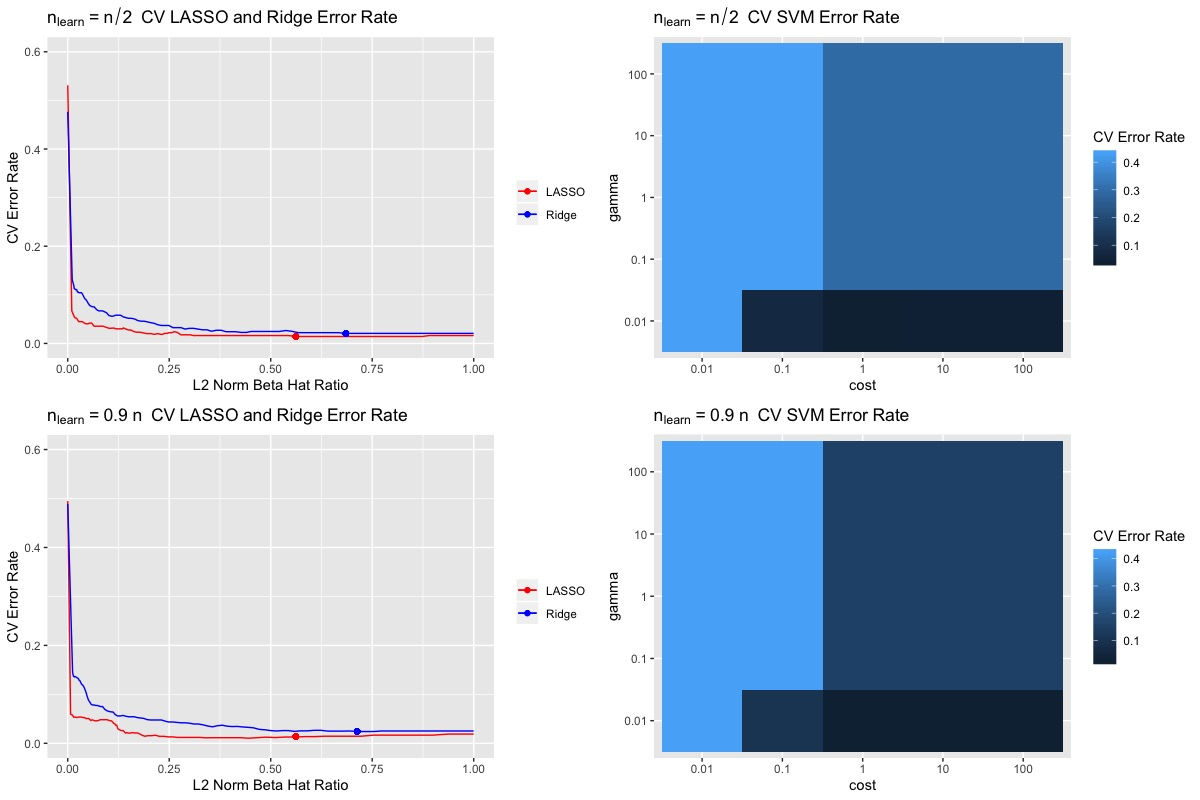 n_learn = n/2 CV LASSO and Ridge Error Rate
CV Error Rate
0.6
0.4
0.2
0.0
0.00 0.25 0.50 0.75 1.00
L2 Norm Beta Hat Ratio
LASSO
Ridge
n_learn = n/2 CV SVM Error Rate
gamma
100
10
1
0.1
0.01
0.01 0.1 1 10 100
cost
CV Error Rate
0.4
0.3
0.2
0.1
n_learn = 0.9 n CV LASSO and Ridge Error Rate
CV Error Rate
0.6
0.4
0.2
0.0
0.00 0.25 0.50 0.75 1.00
L2 Norm Beta Hat Ratio
LASSO
Ridge
n_learn = 0.9 n CV SVM Error Rate
gamma
100
10
1
0.1
0.01
0.01 0.1 1 10 100
cost
CV Error Rate
0.4
0.3
0.2
0.1